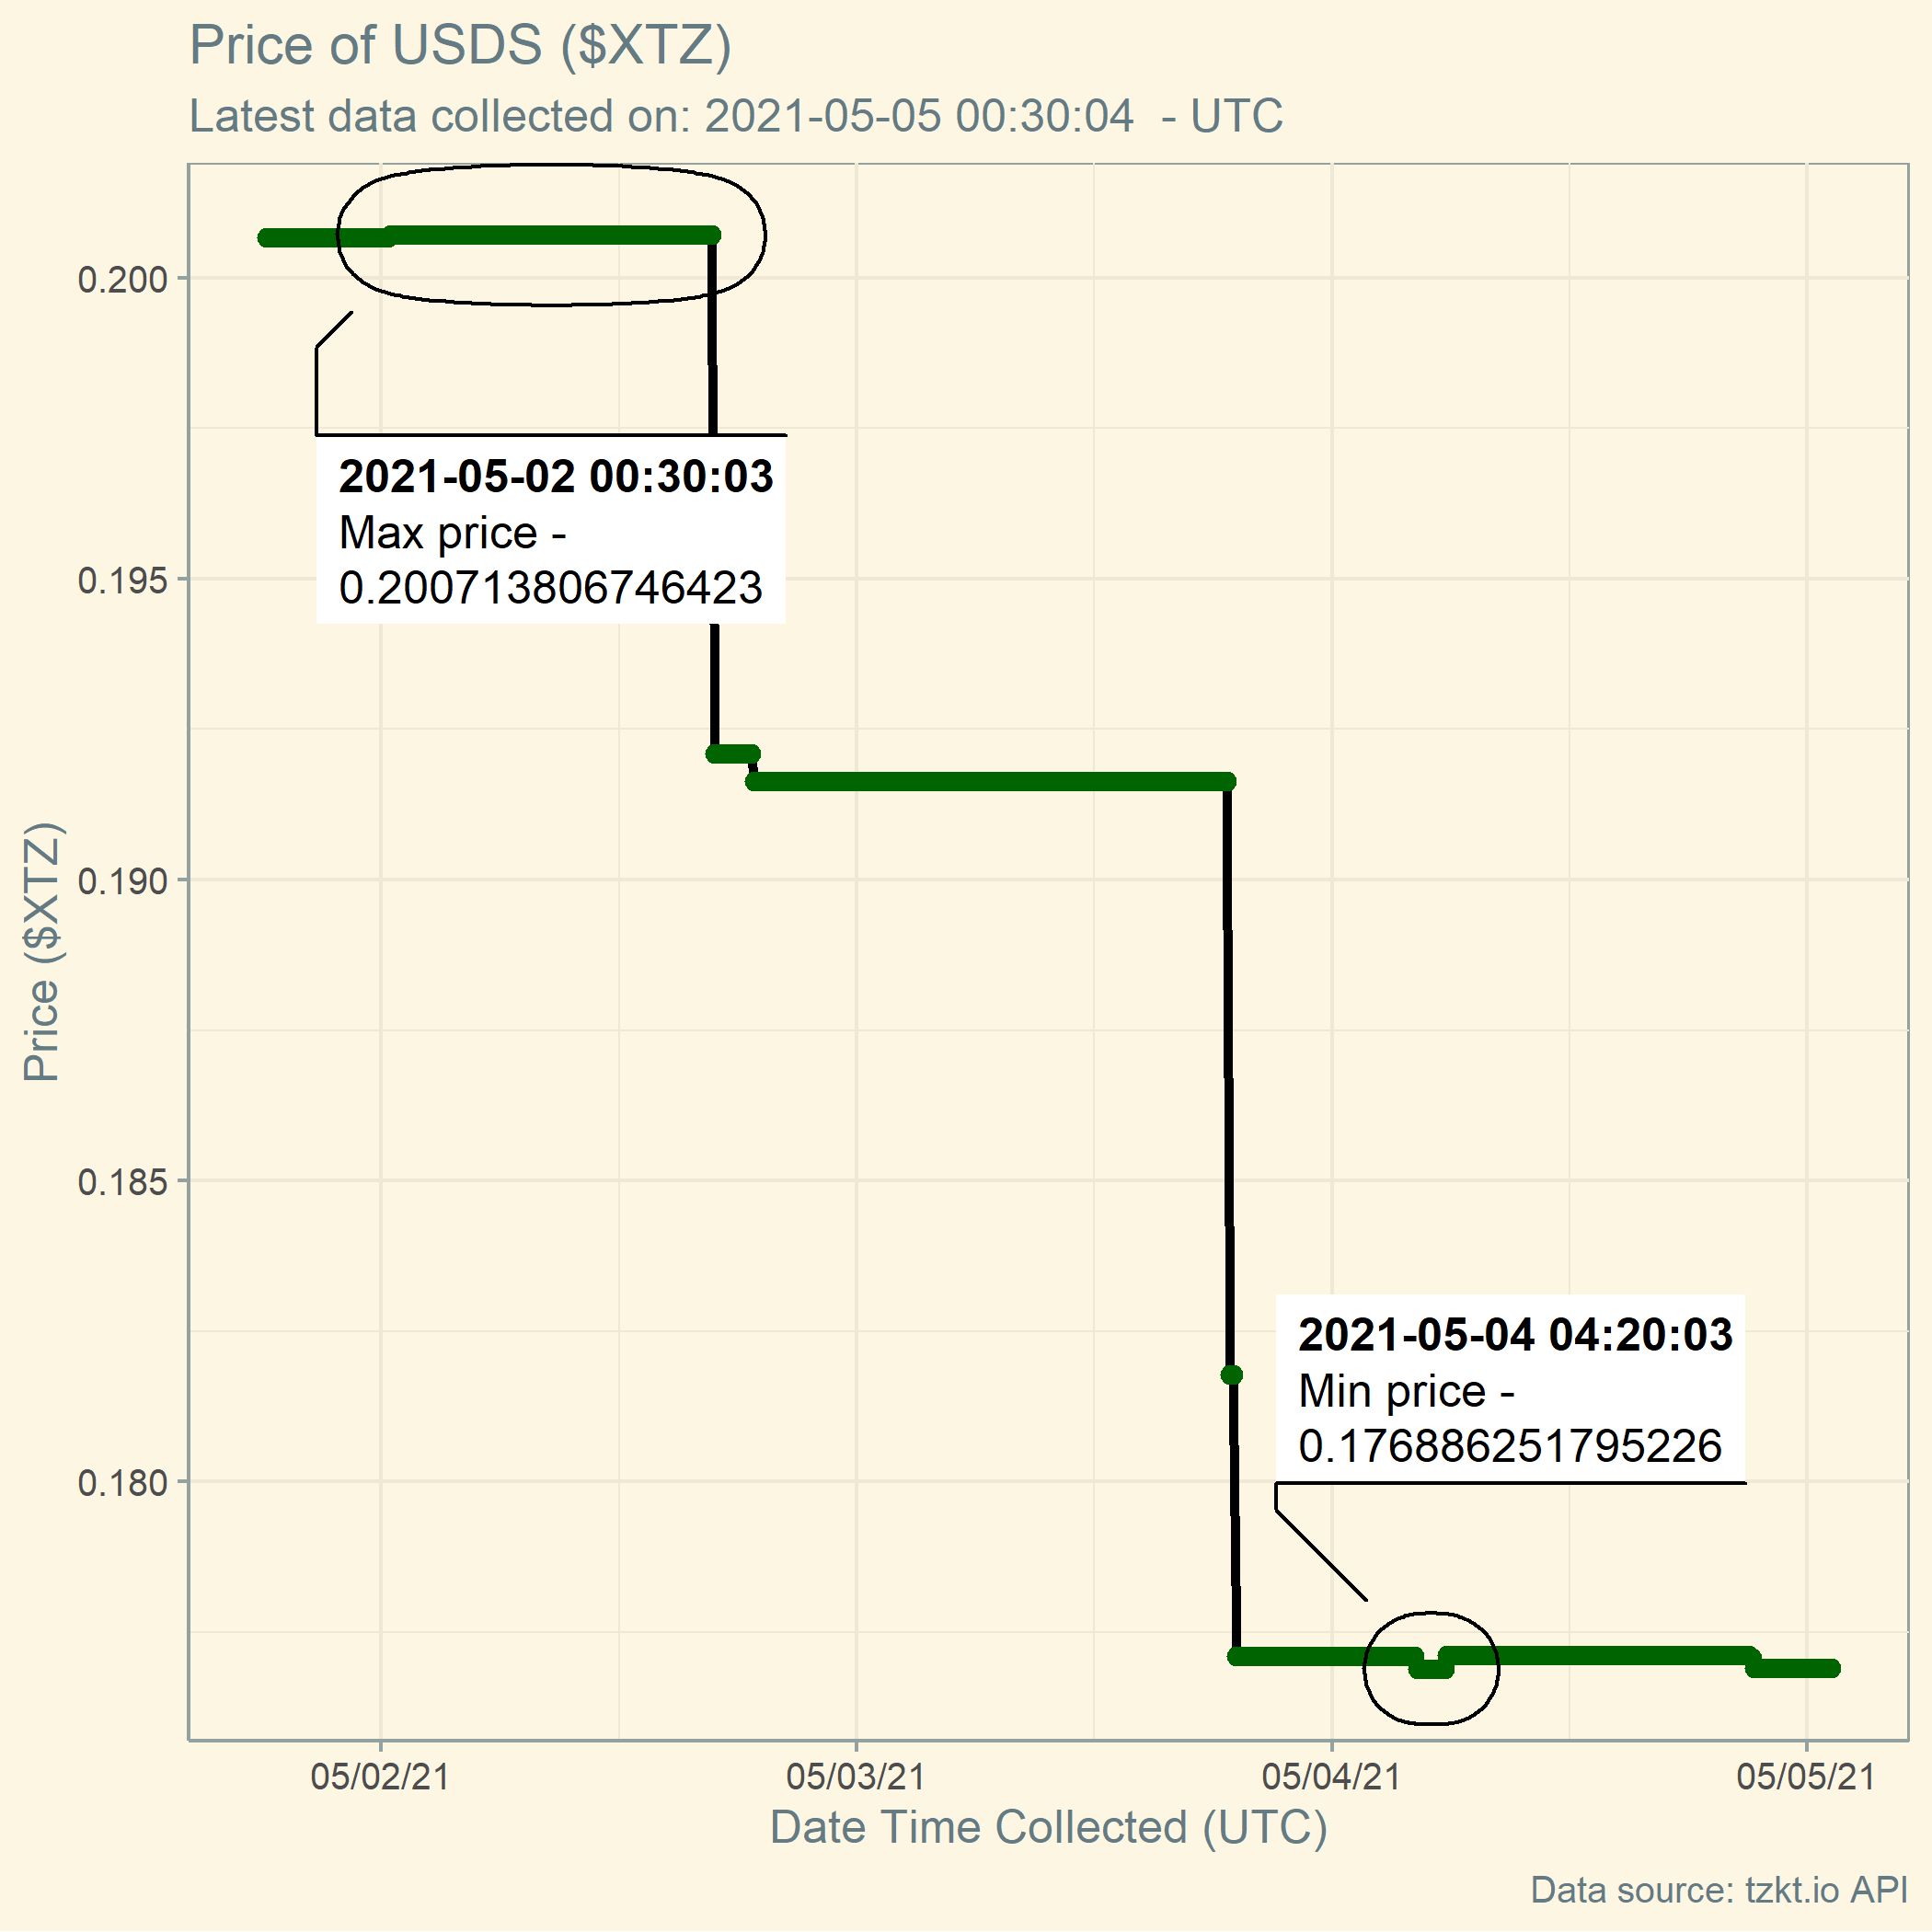 Price of USDS ($XTZ)
Latest data collected on: 2021-05-05 00:30:04 - UTC
Price ($XTZ)
0.200
0.195
0.190
0.185
0.180
2021-05-02 00:30:03
Max price -
0.200713806746423
2021-05-04 04:20:03
Min price -
0.176886251795226
05/02/21
05/03/21
05/04/21
05/05/21
Date Time Collected (UTC)
Data source: tzkt.io API